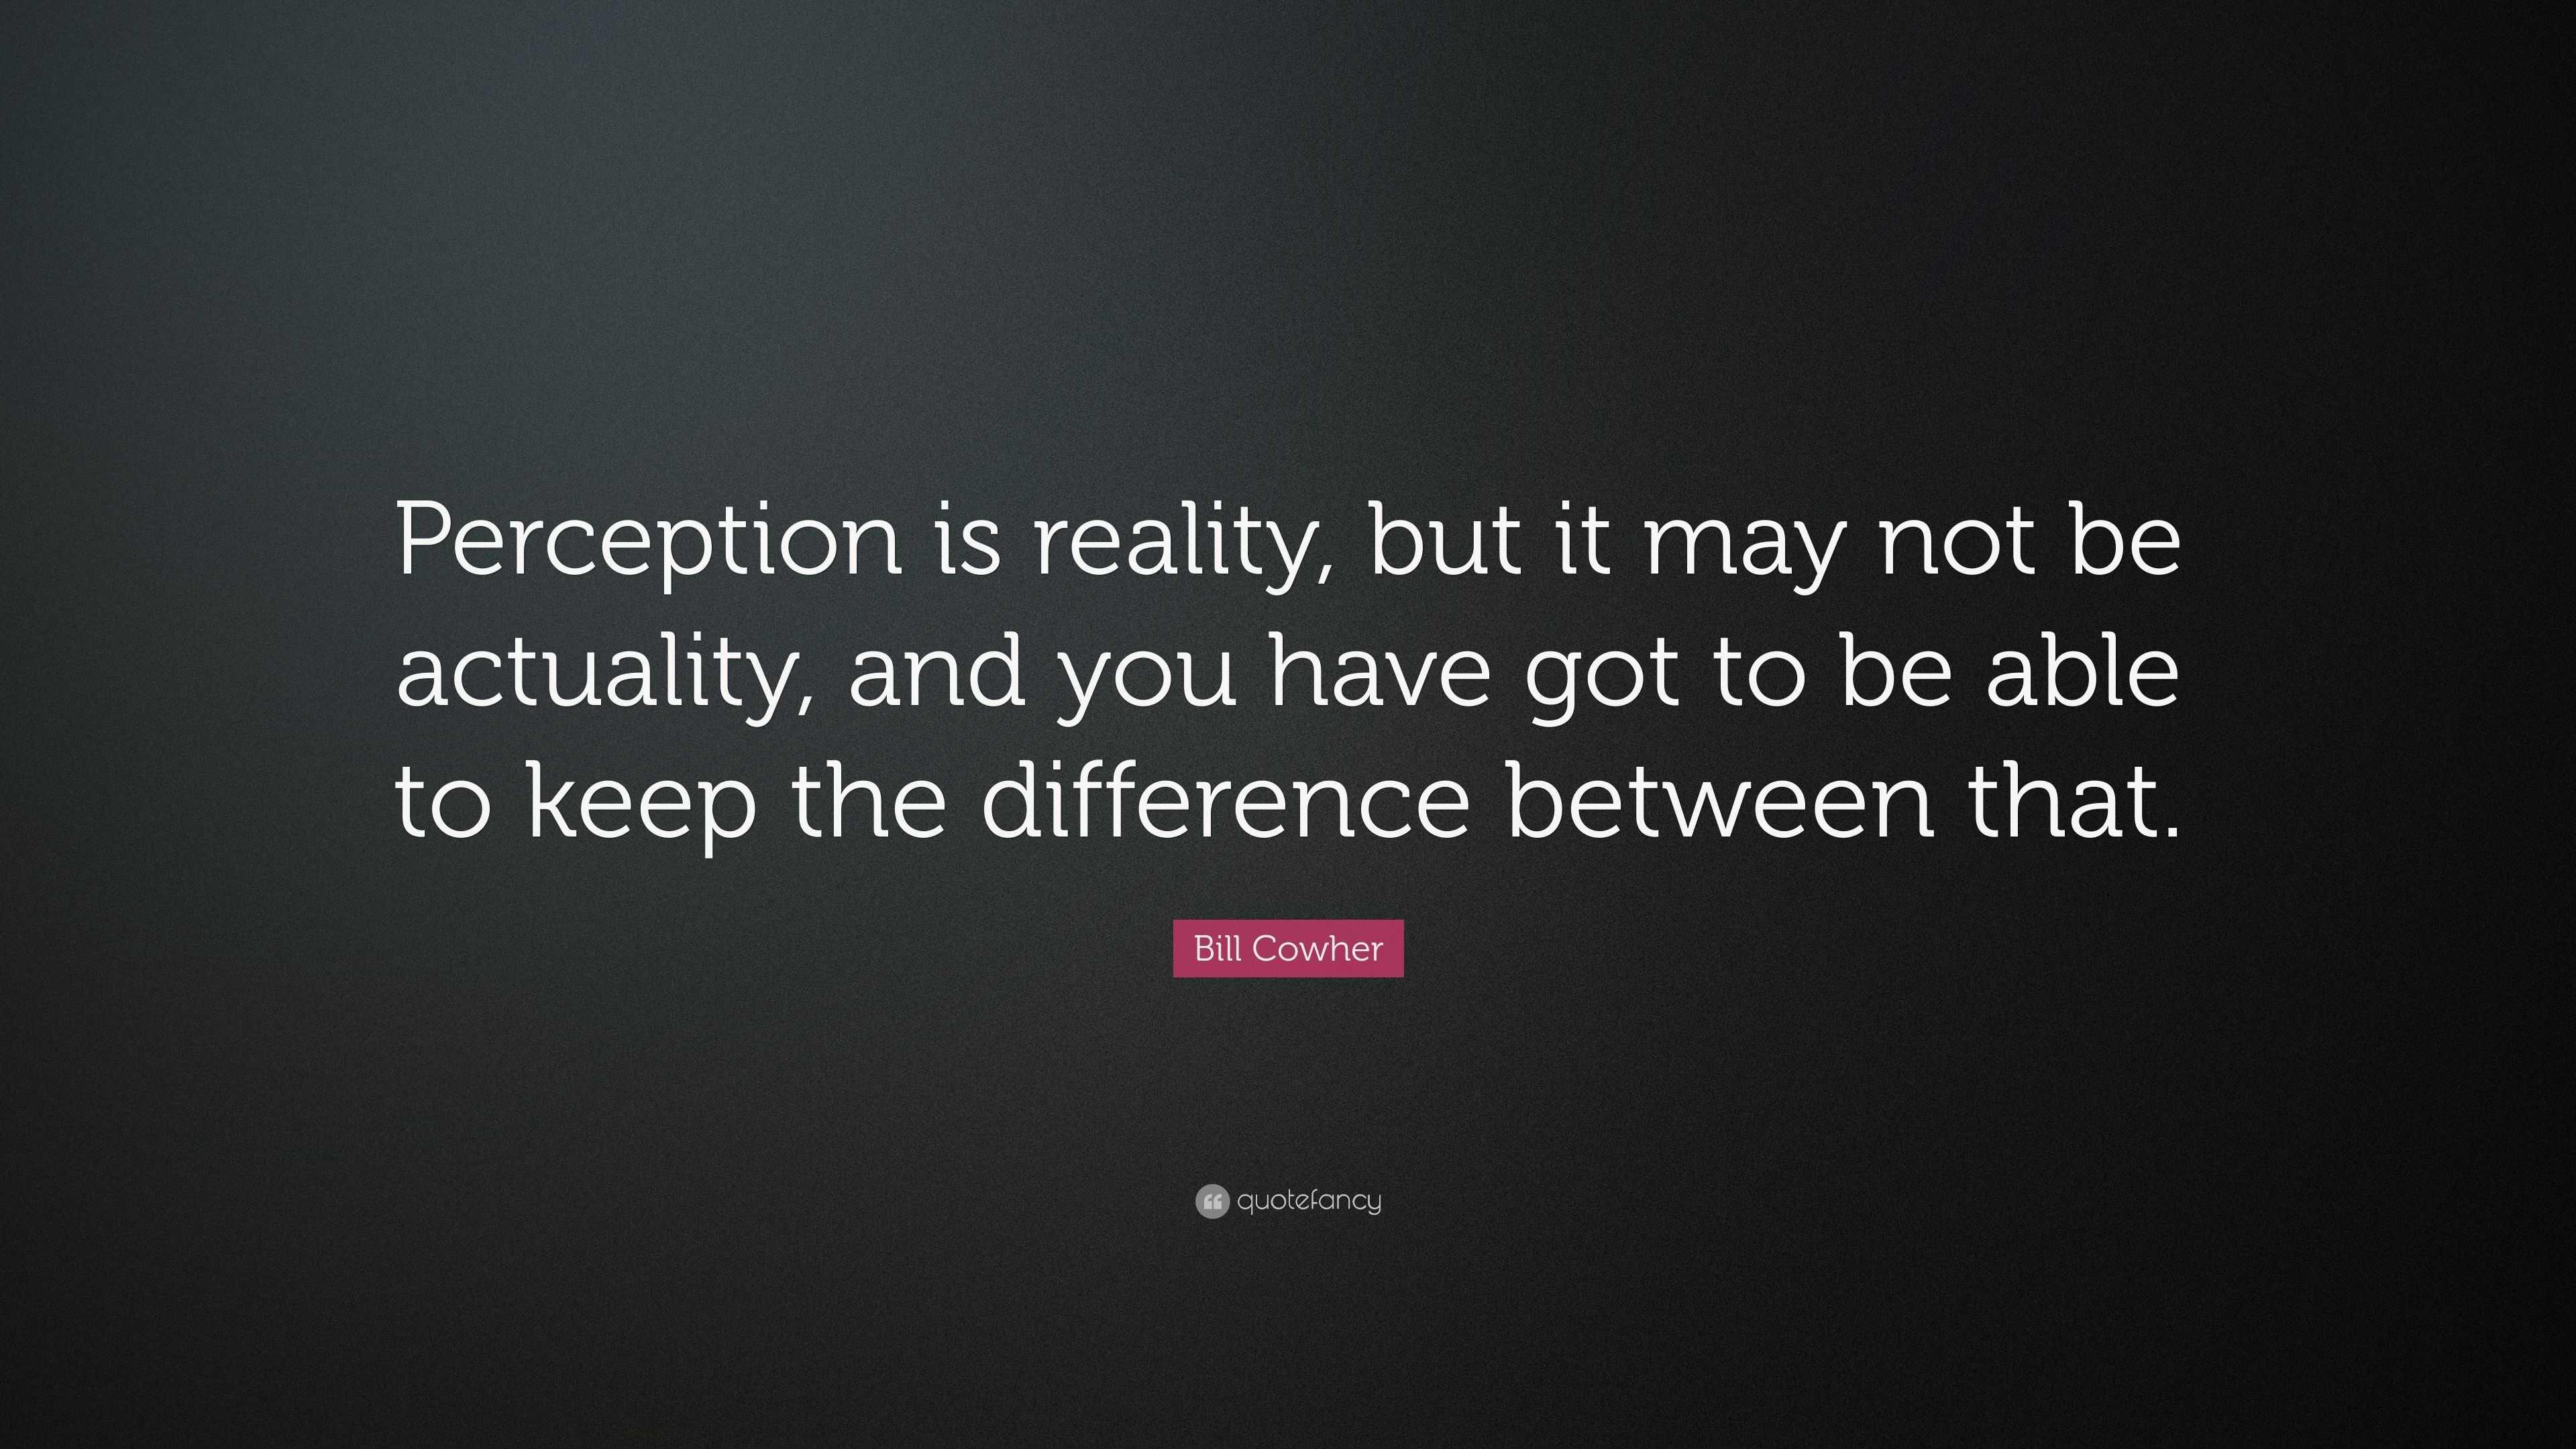 Perception is reality, but it may not be
actuality, and you have got to be able
to keep the difference between that.
Bill Cowher
quotefancy